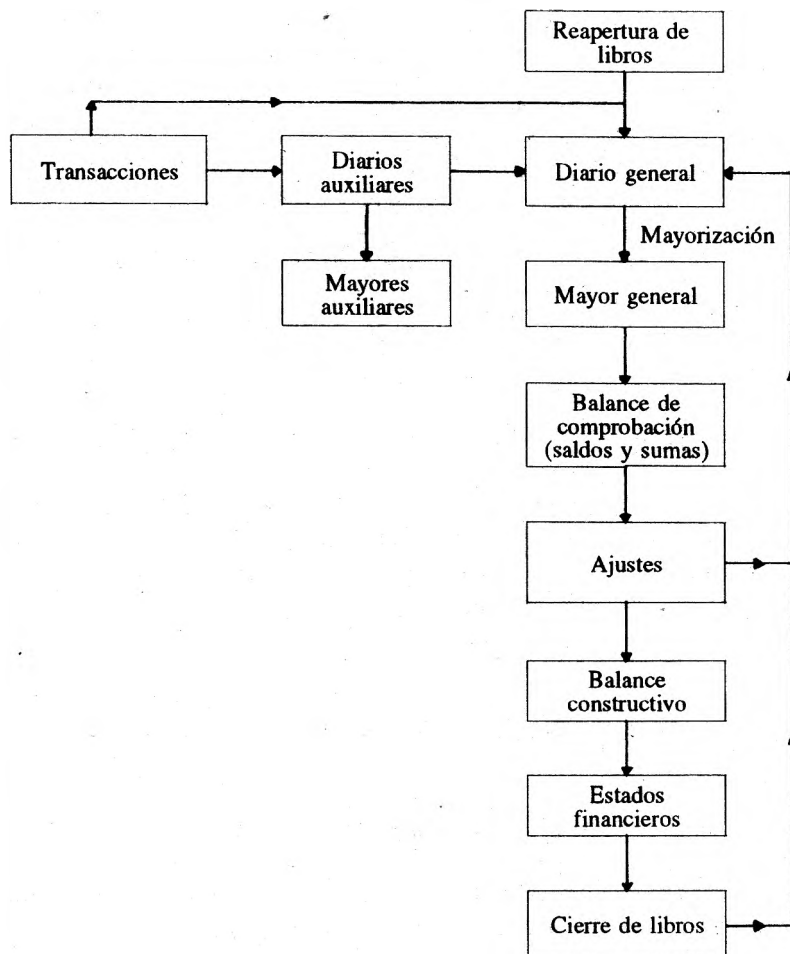 Reapertura de
libros
Transacciones
Diarios
auxiliares
Diario general
Mayorización
Mayores
auxiliares
Mayor general
Balance de
comprobación
(saldos y sumas)
Ajustes
Balance
constructivo
Estados
financieros
Cierre de libros